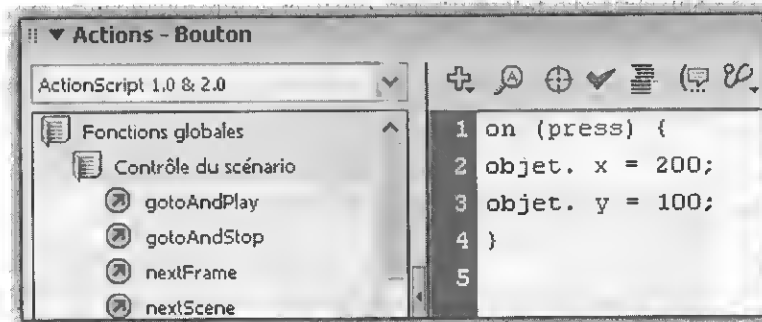 Actions - Bouton
ActionScript 1.0 & 2.0
Fonctions globales
Contrôle du scénario
gotoAndPlay
gotoAndStop
nextFrame
nextScene
1 on (press) {
2 objet. x = 200;
3 objet. y = 100;
4 }
5